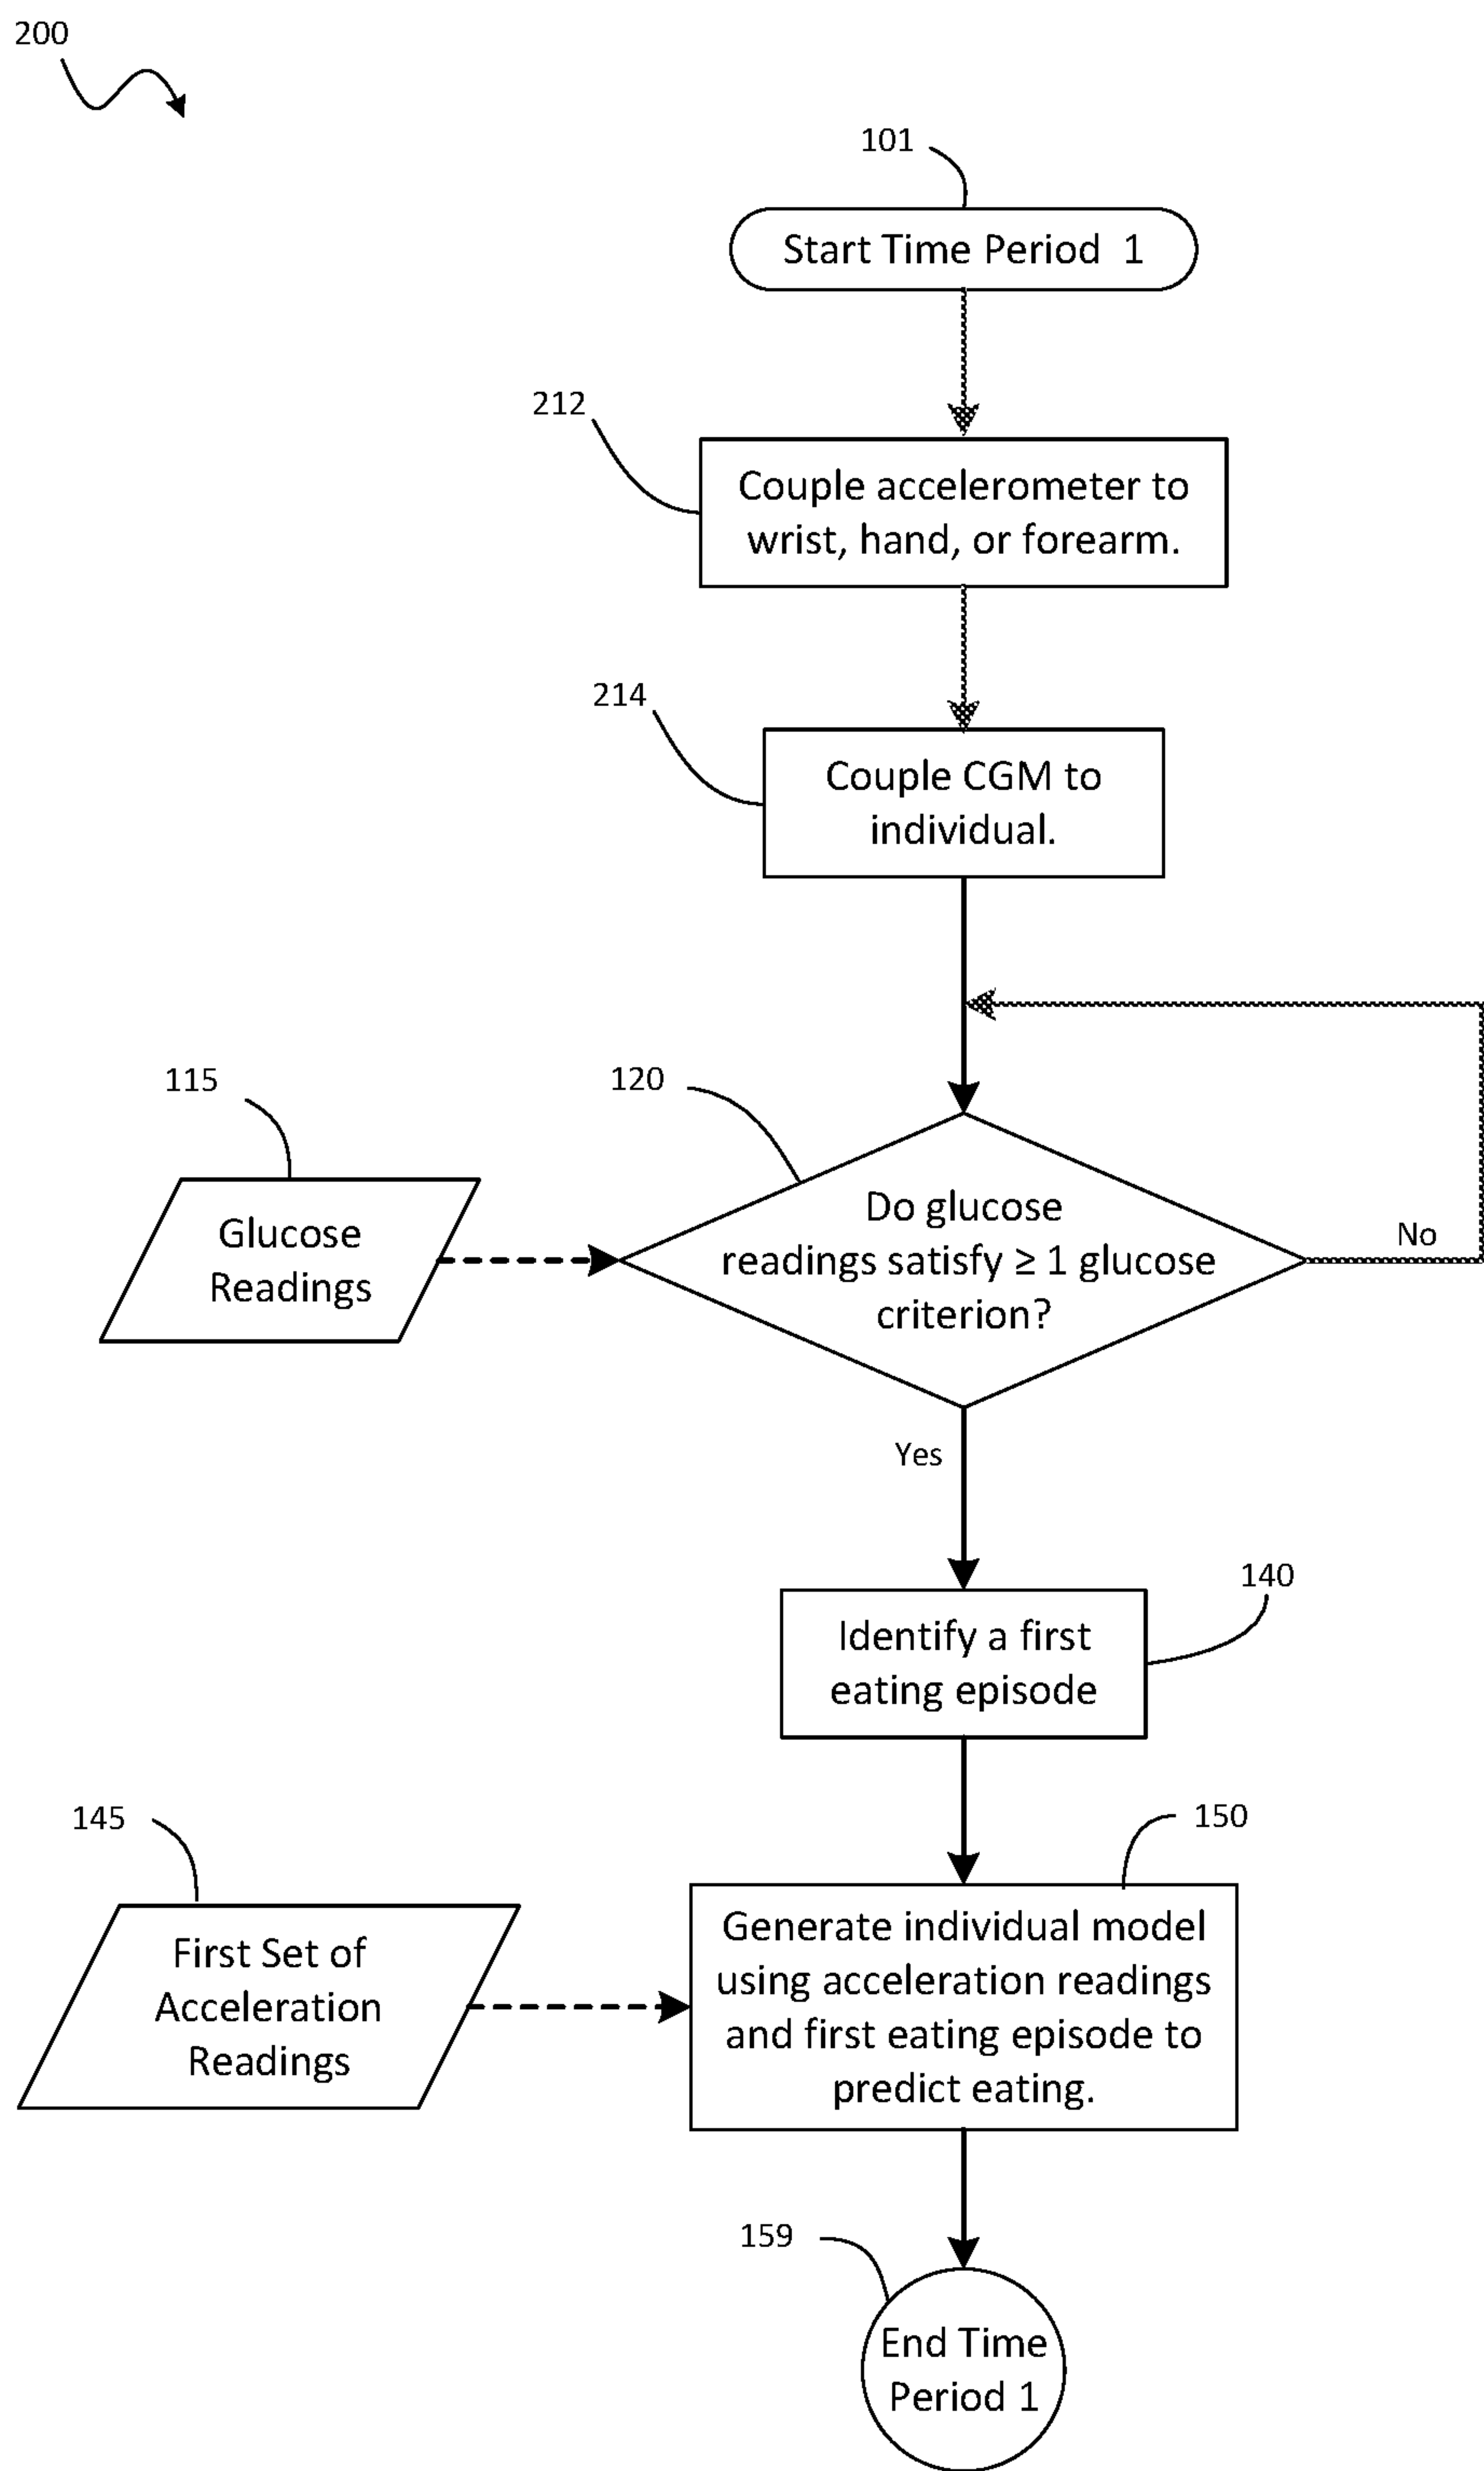 200
101
Start Time Period 1
212
Couple accelerometer to
wrist, hand, or forearm.
214
Couple CGM to
individual.
115
120
Glucose
Readings
Do glucose
readings satisfy ≥ 1 glucose
criterion?
No
Yes
140
Identify a first
eating episode
145
150
First Set of
Acceleration
Readings
Generate individual model
using acceleration readings
and first eating episode to
predict eating.
159
End Time
Period 1